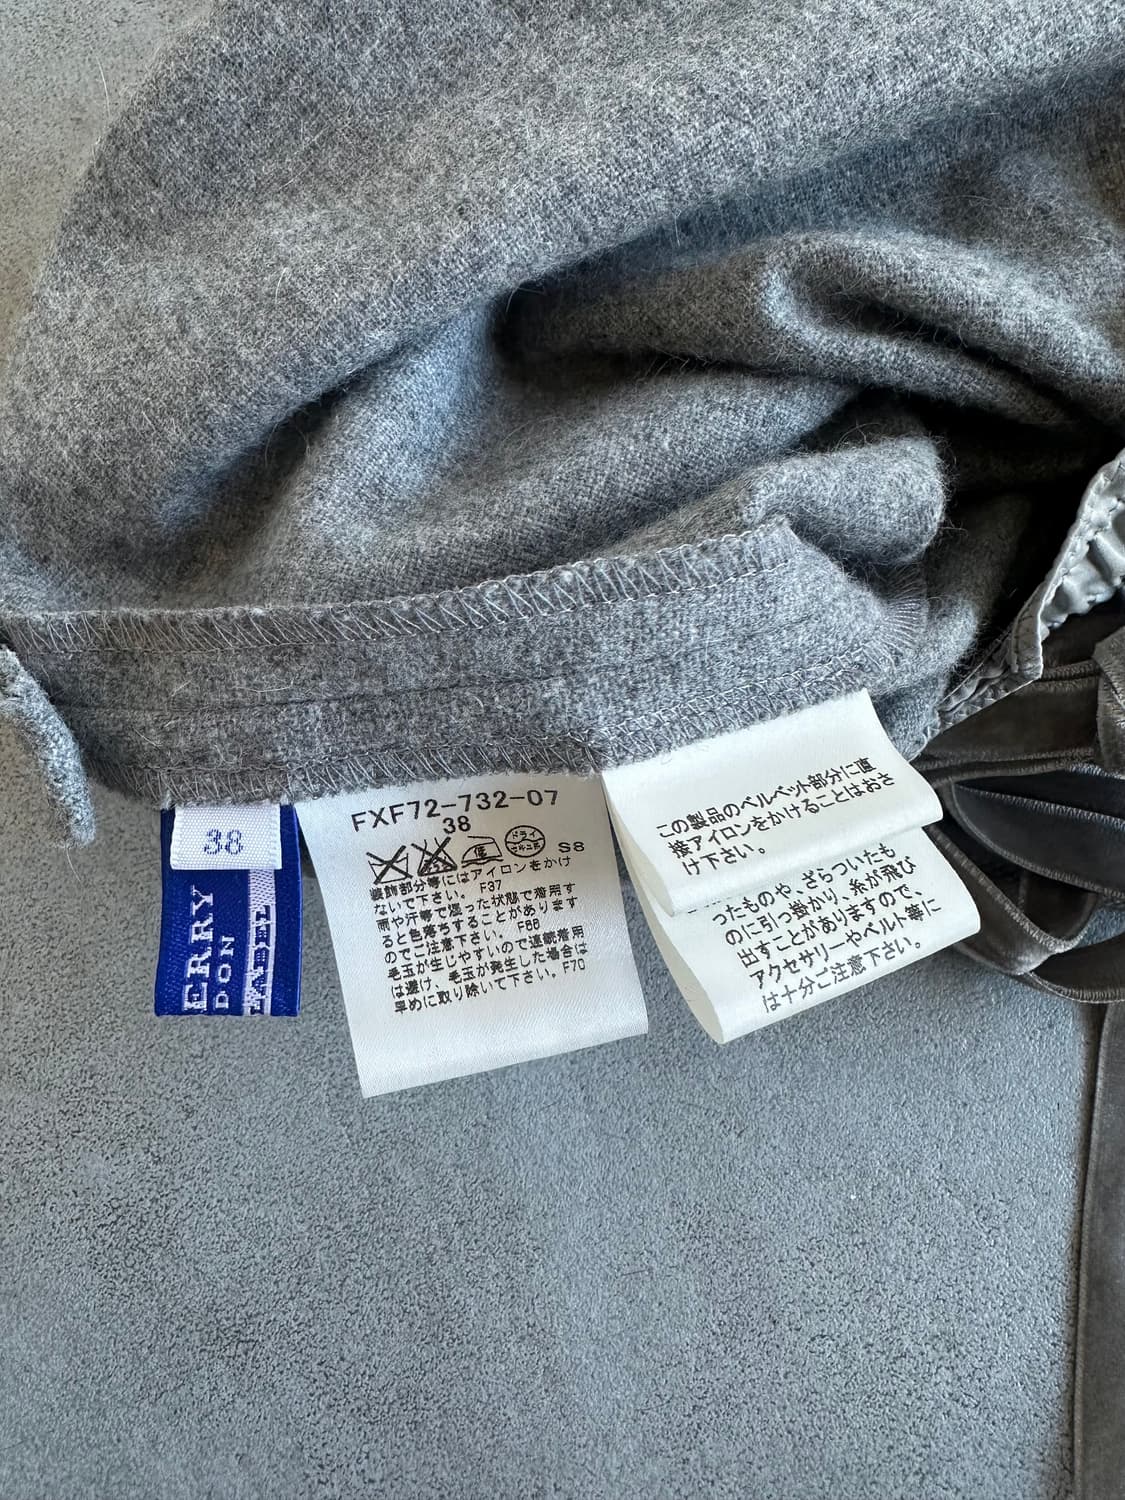 38
ERRY
DON
LABEL
FXF72-732-07
38
ドライ
セキユ系
S8
装飾部分等にはアイロンをかけ
ないで下さい。 F37
雨や汗等で湿った状態で着用す
ると色落ちすることがあります
のでご注意下さい。 F68
毛玉が生じやすいので連続着用
は避け、毛玉が発生した場合は
早めに取り除いて下さい。F70
この製品のベルベット部分に直
接アイロンをかけることはおさ
け下さい。
ったものや、ざらついたも
のに引っ掛かり、糸が飛び
出すことがありますので、
アクセサリーやベルト等に
は十分ご注意下さい。